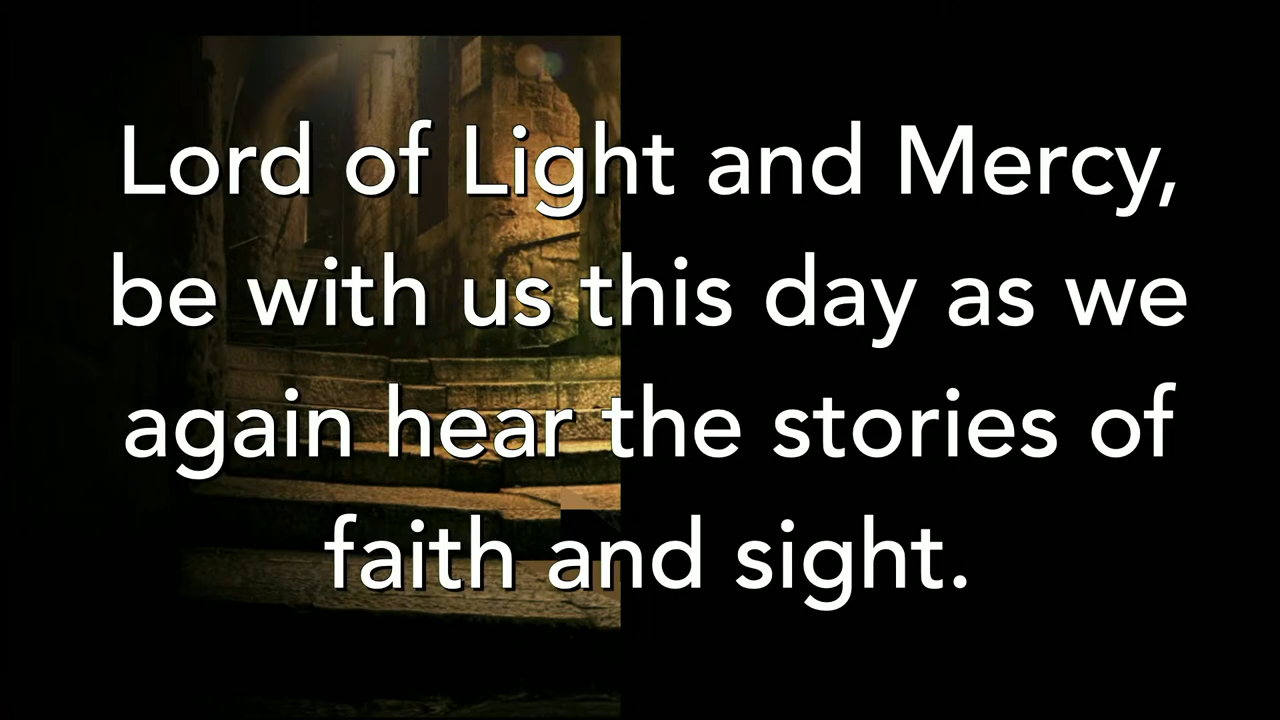 Lord of Light and Mercy,
be with us this day as we
again hear the stories of
faith and sight.